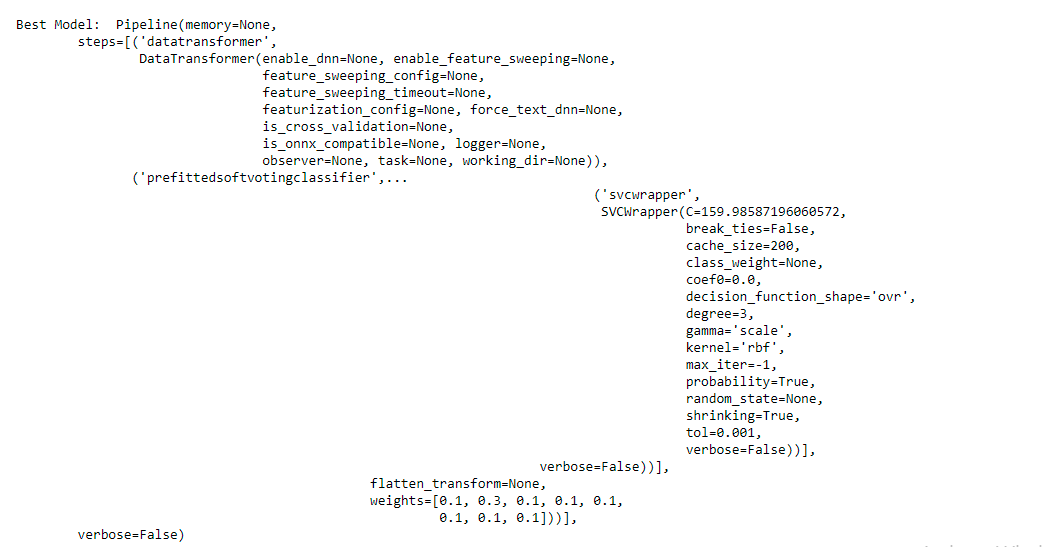 Best Model:  Pipeline(memory=None,
steps=[('datatransformer',
DataTransformer(enable_dnn=None, enable_feature_sweeping=None,
feature_sweeping_config=None,
feature_sweeping_timeout=None,
featurization_config=None, force_text_dnn=None,
is_cross_validation=None,
is_onnx_compatible=None, logger=None,
observer=None, task=None, working_dir=None)),
('prefittedsoftvotingclassifier',...
('svcwrapper',
SVCWrapper(C=159.98587196060572,
break_ties=False,
cache_size=200,
class_weight=None,
coef0=0.0,
decision_function_shape='ovr',
degree=3,
gamma='scale',
kernel='rbf',
max_iter=-1,
probability=True,
random_state=None,
shrinking=True,
tol=0.001,
verbose=False))],
verbose=False))],
flatten_transform=None,
weights=[0.1, 0.3, 0.1, 0.1, 0.1,
0.1, 0.1, 0.1]))],
verbose=False)